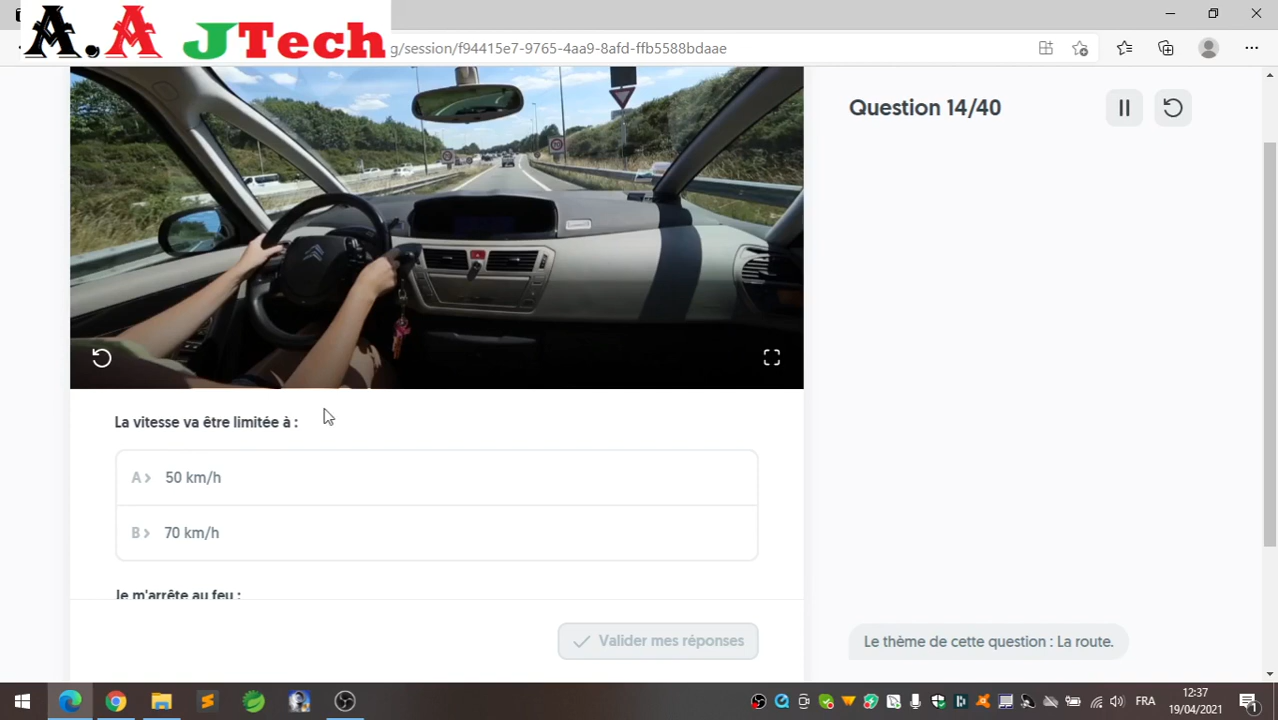 A.A JTech
g/session/f94415e7-9765-4aa9-8afd-ffb5588bdaae
Question 14/40
La vitesse va être limitée à :
A > 50 km/h
B > 70 km/h
Je m'arrête au feu :
Valider mes réponses
Le thème de cette question : La route.
FRA
12:37
19/04/2021
1